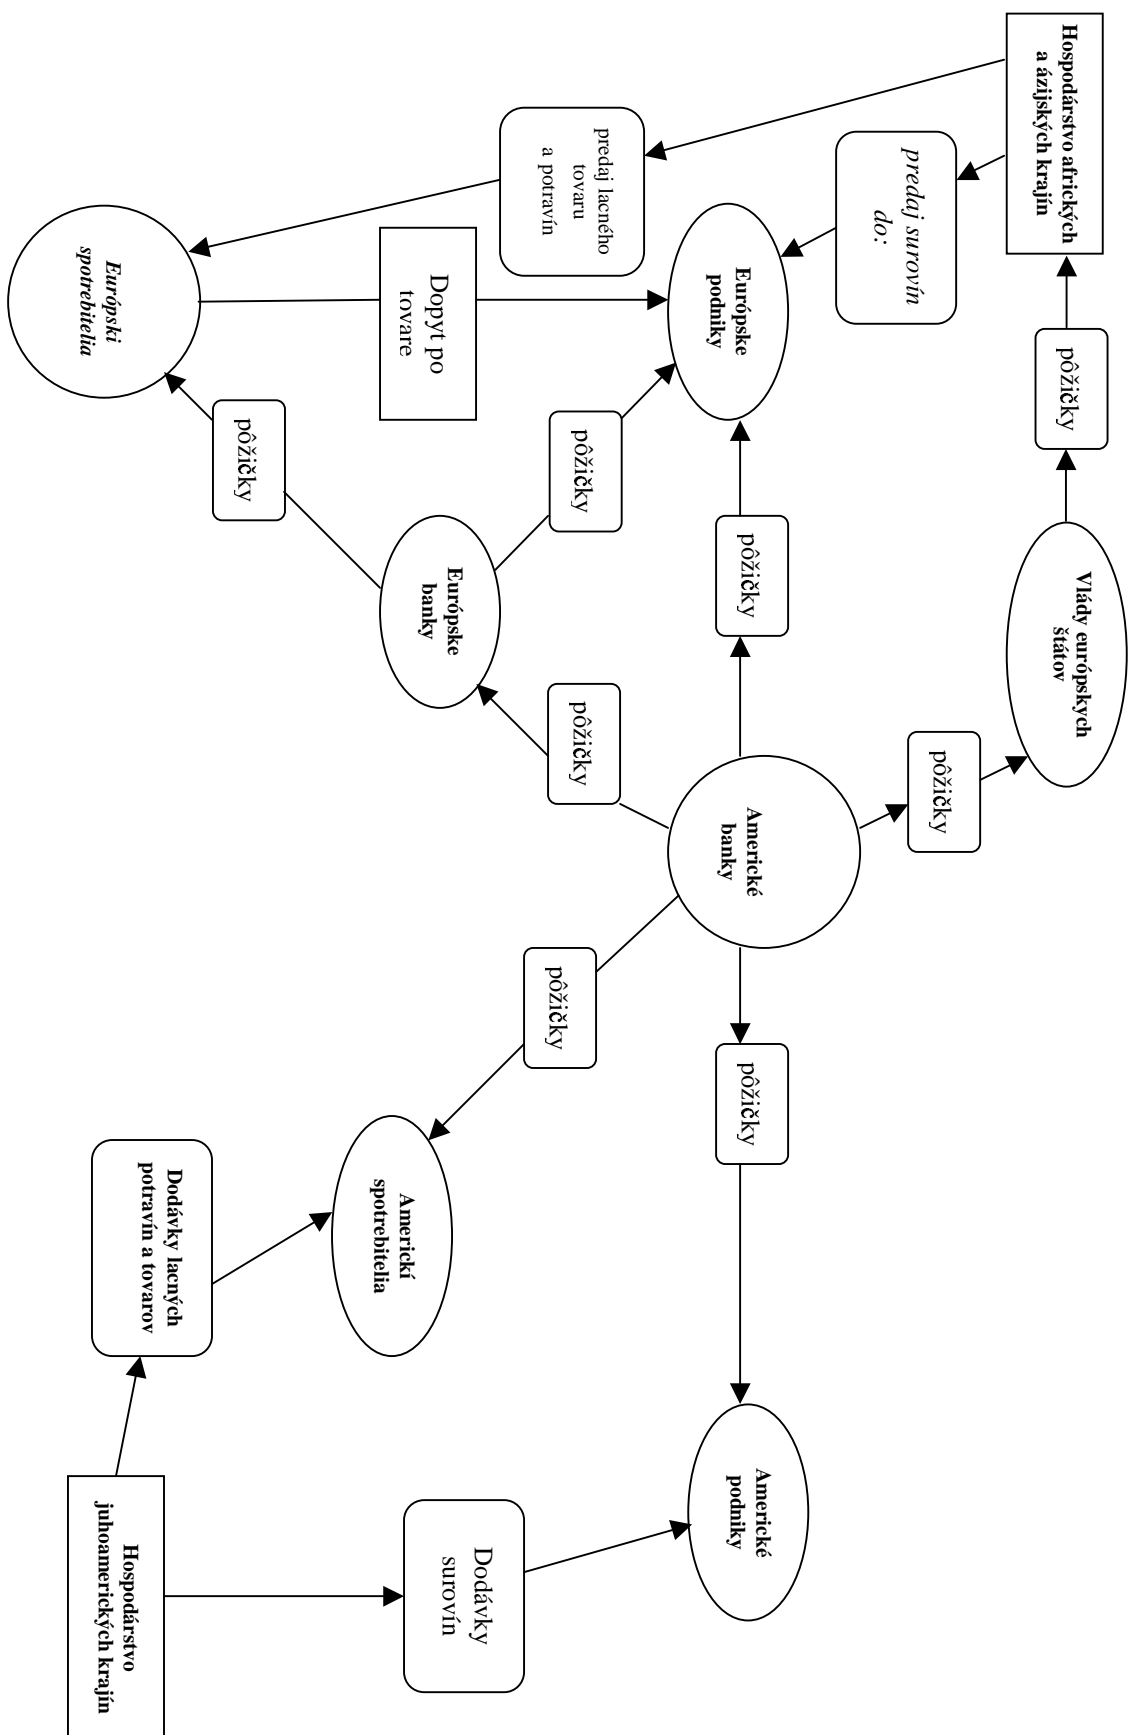 Hospodárstvo afrických
a ázijských krajín
pôžičky
Vlády európskych
štátov
pôžičky
predaj surovín
do:
Európske
podniky
pôžičky
Americké
banky
pôžičky
Americké
podniky
predaj lacného
tovaru
a potravín
pôžičky
pôžičky
pôžičky
Dodávky
surovín
Dopyt po
tovare
Európske
banky
Americkí
spotrebitelia
pôžičky
Európski
spotrebitelia
Dodávky lacných
potravín a tovarov
Hospodárstvo
juhoamerických krajín